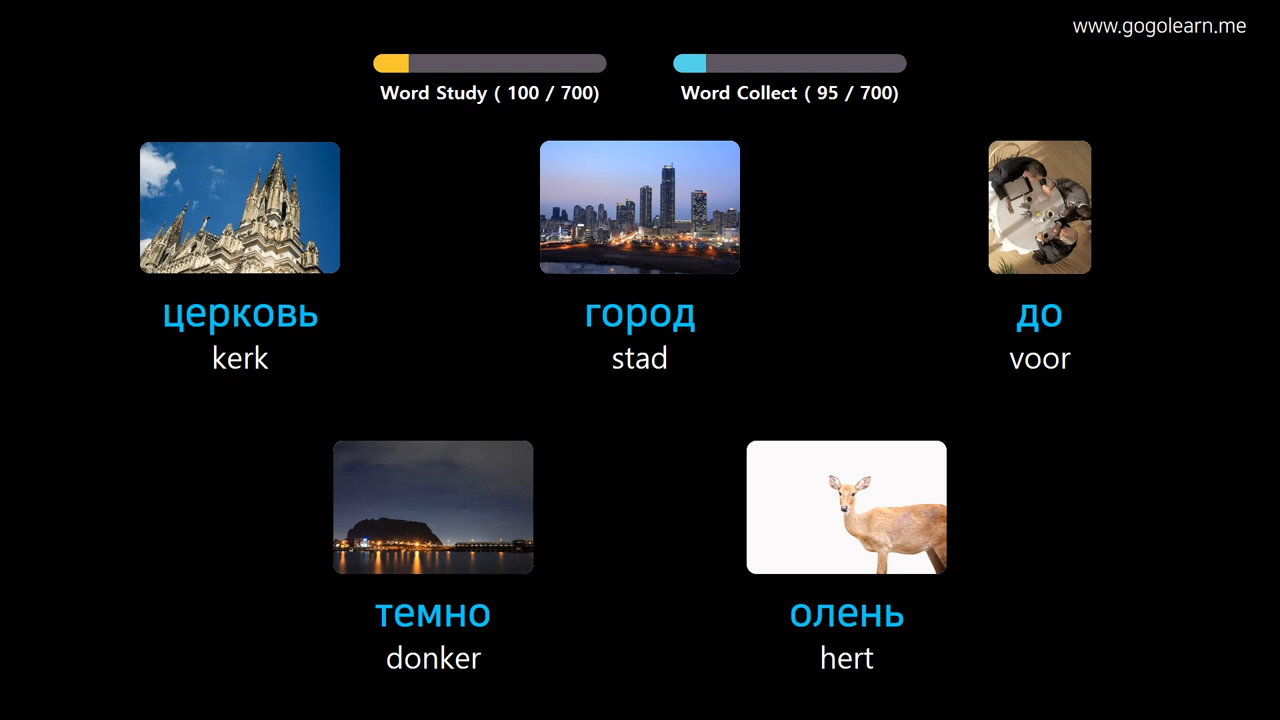 www.gogolearn.me
Word Study ( 100 / 700)
Word Collect ( 95 / 700)
церковь
kerk
город
stad
до
voor
темно
donker
олень
hert